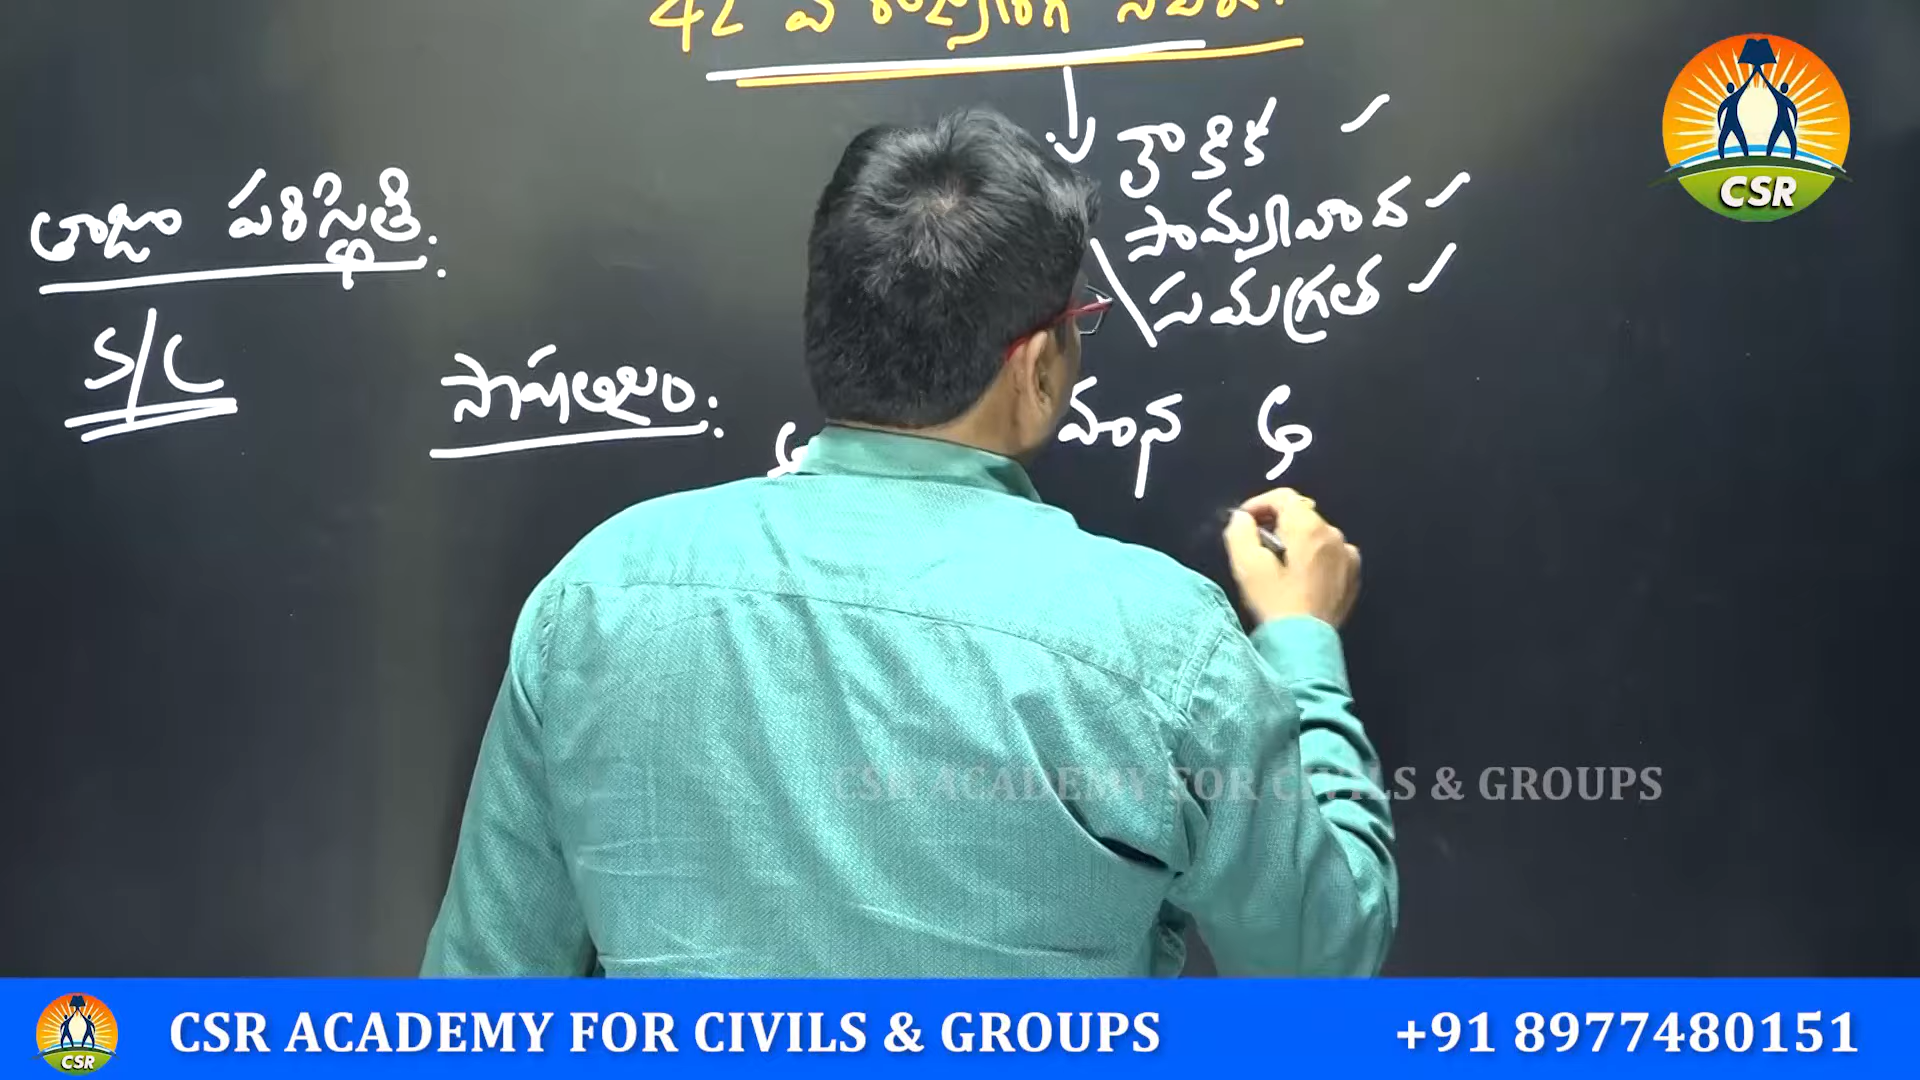 42 వ రాజ్యాంగ సవరణ
లౌకిక
సామ్యవాద
సమగ్రత
తాజా పరిస్థితి:
S/C
సారాంశం:
వంన త
CSR
CSR ACADEMY FOR CIVILS & GROUPS
CSR
CSR ACADEMY FOR CIVILS & GROUPS +91 8977480151